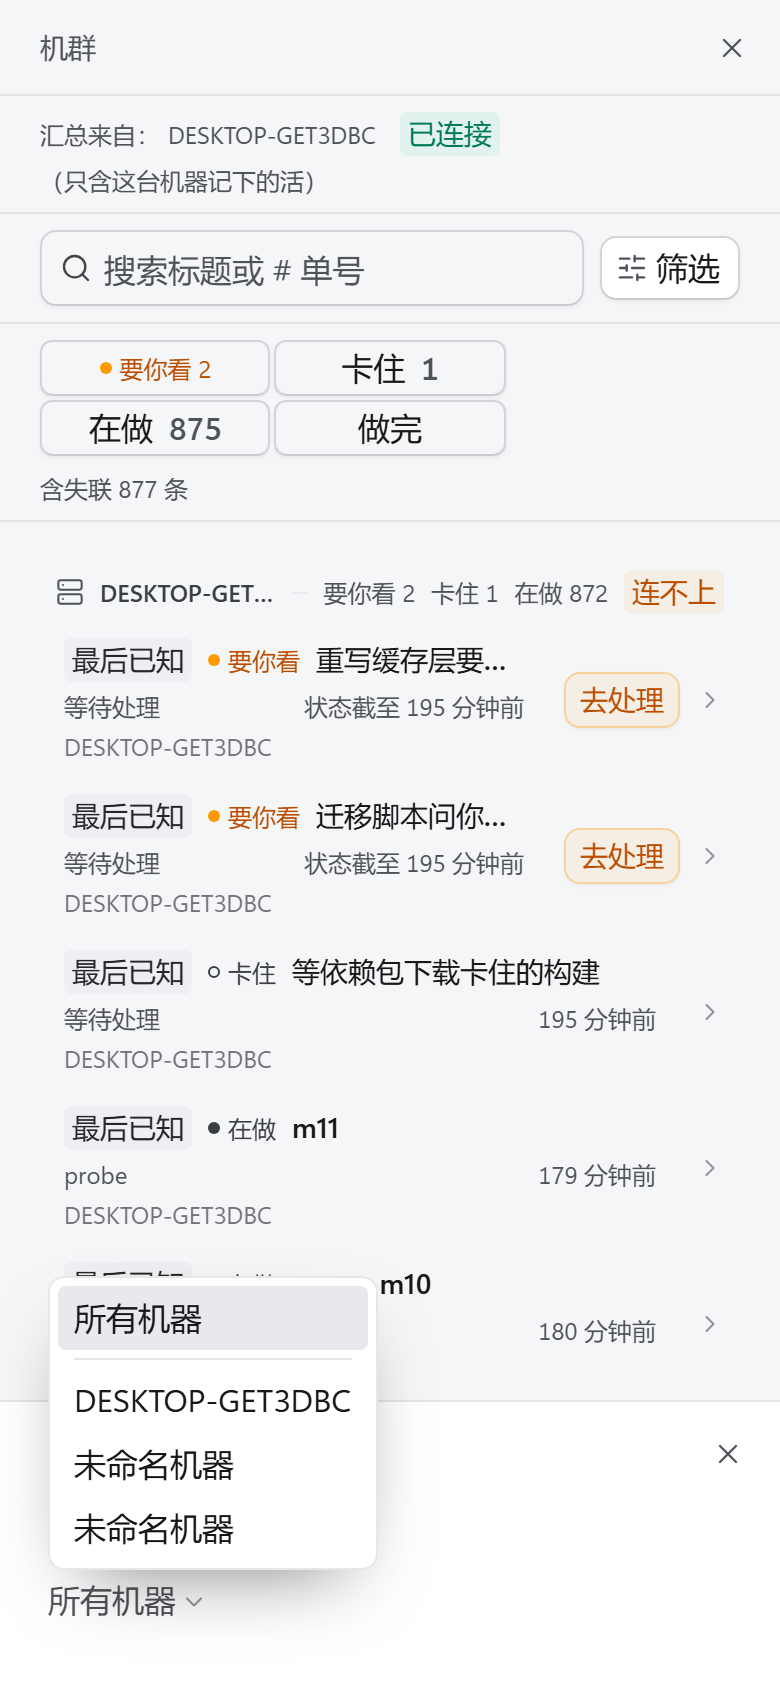 机群
汇总来自： DESKTOP-GET3DBC 已连接
（只含这台机器记下的活）
搜索标题或 # 单号 筛选
要你看 2 卡住 1
在做 875 做完
含失联 877 条
DESKTOP-GET... 要你看 2 卡住 1 在做 872 连不上
最后已知 要你看 重写缓存层要...
等待处理 状态截至 195 分钟前 去处理
DESKTOP-GET3DBC
最后已知 要你看 迁移脚本问你...
等待处理 状态截至 195 分钟前 去处理
DESKTOP-GET3DBC
最后已知 卡住 等依赖包下载卡住的构建
等待处理 195 分钟前
DESKTOP-GET3DBC
最后已知 在做 m11
probe 179 分钟前
DESKTOP-GET3DBC
m10
180 分钟前
所有机器
DESKTOP-GET3DBC
未命名机器
未命名机器
所有机器